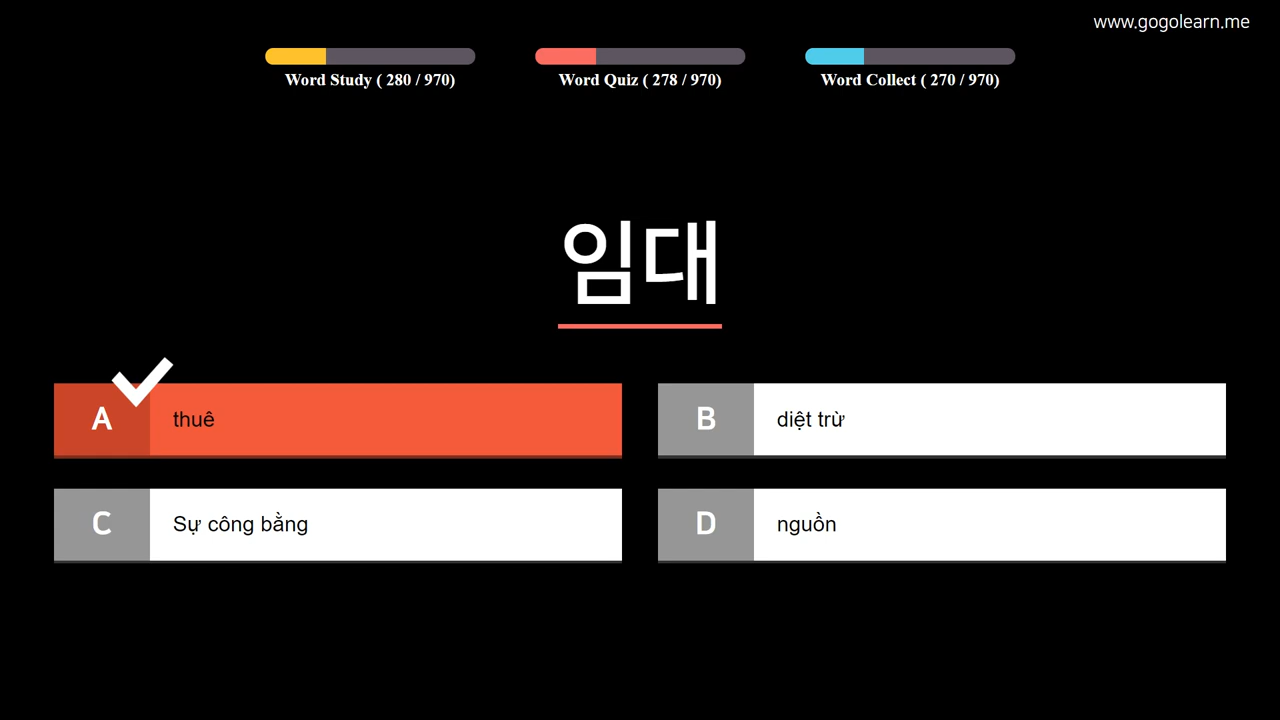 www.gogolearn.me
Word Study ( 280 / 970)
Word Quiz ( 278 / 970)
Word Collect ( 270 / 970)
임대
A thuê
B diệt trừ
C Sự công bằng
D nguồn